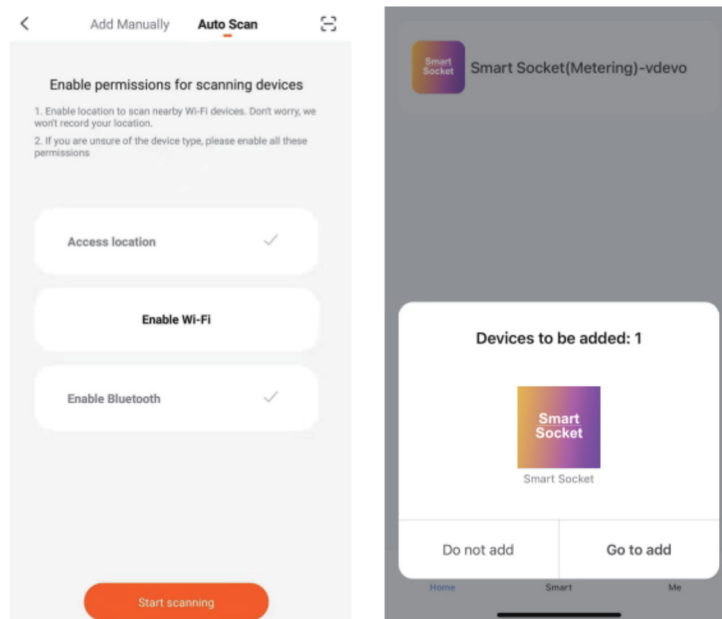 Add Manually
Auto Scan
Enable permissions for scanning devices
1. Enable location to scan nearby Wi-Fi devices. Don't worry, we
won't record your location.
2. If you are unsure of the device type, please enable all these
permissions
Access location
Enable Wi-Fi
Enable Bluetooth
Start scanning
Smart
Socket
Smart Socket(Metering)-vdevo
Devices to be added: 1
Smart
Socket
Smart Socket
Do not add
Go to add
Home
Smart
Me